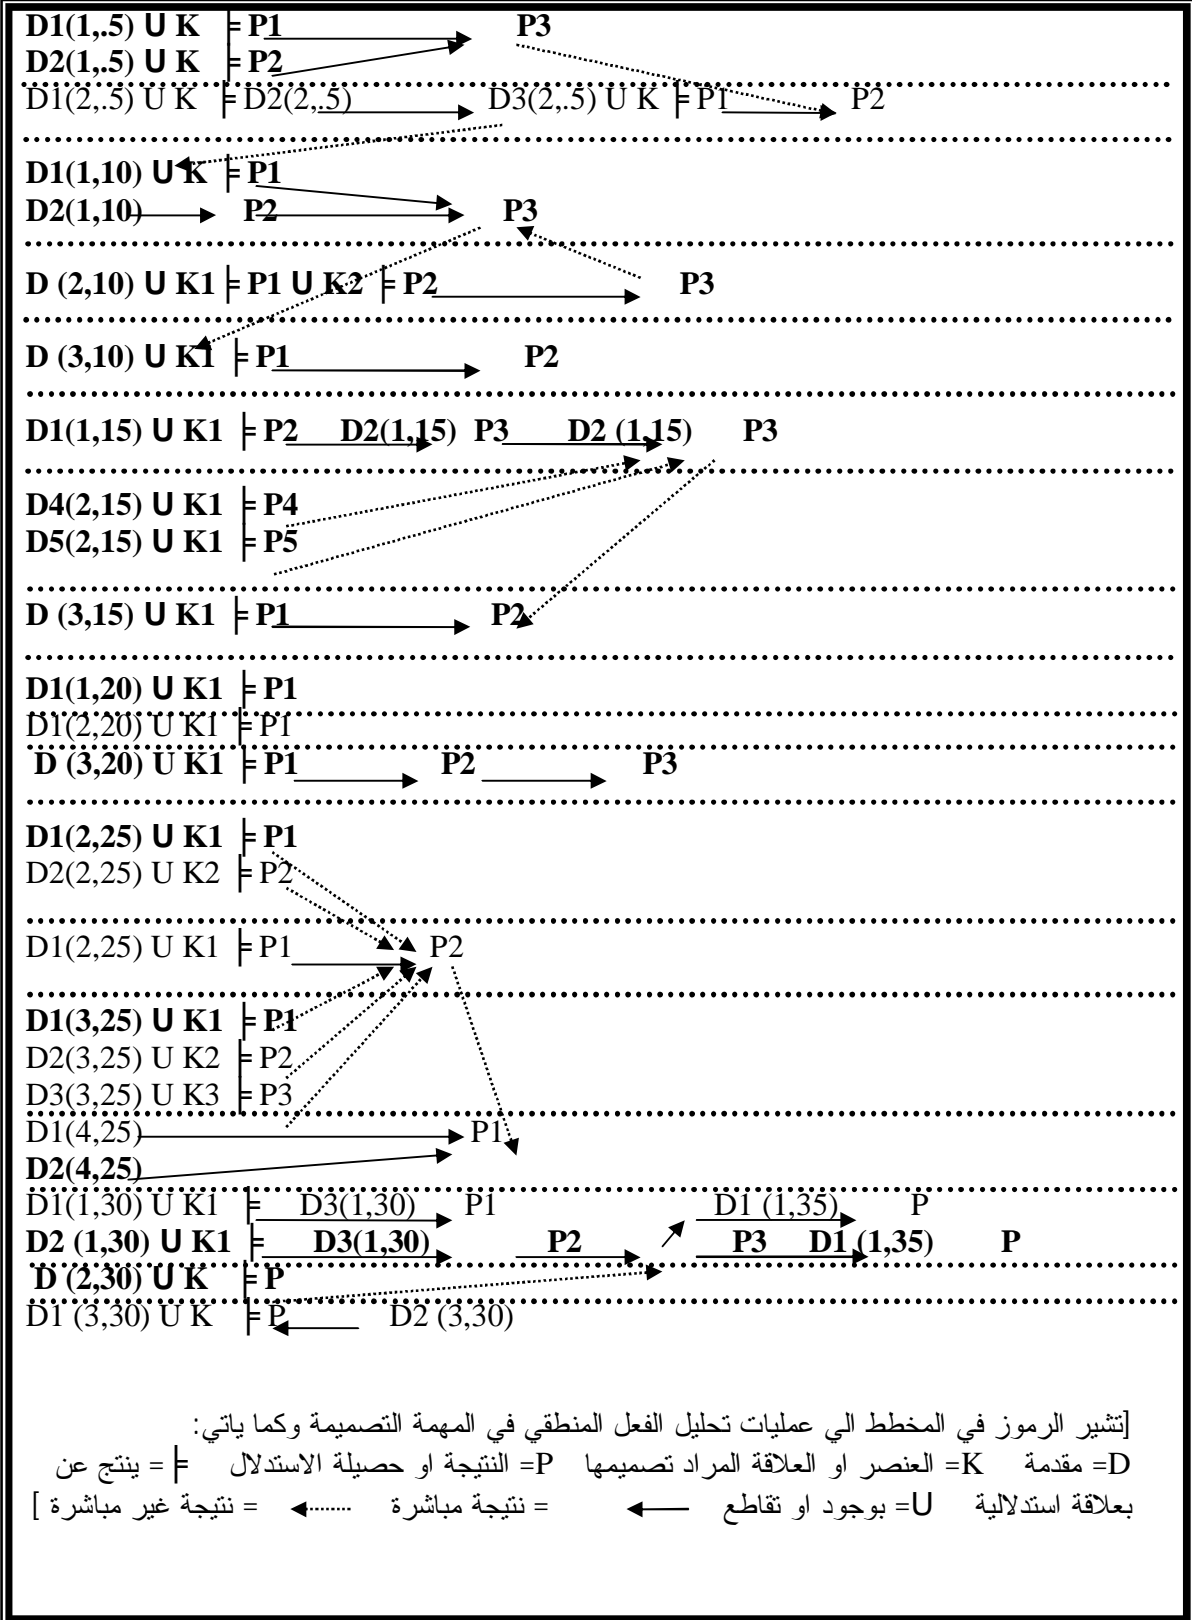 D1(1,.5) U K ╞ P1 P3
D2(1,.5) U K ╞ P2
D1(2,.5) U K ╞ D2(2,.5) D3(2,.5) U K ╞ P1 P2
D1(1,10) U K ╞ P1
D2(1,10) P2 P3
D (2,10) U K1 ╞ P1 U K2 ╞ P2 P3
D (3,10) U K1 ╞ P1 P2
D1(1,15) U K1 ╞ P2 D2(1,15) P3 D2 (1,15) P3
D4(2,15) U K1 ╞ P4
D5(2,15) U K1 ╞ P5
D (3,15) U K1 ╞ P1 P2
D1(1,20) U K1 ╞ P1
D1(2,20) U K1 ╞ P1
D (3,20) U K1 ╞ P1 P2 P3
D1(2,25) U K1 ╞ P1
D2(2,25) U K2 ╞ P2
D1(2,25) U K1 ╞ P1 P2
D1(3,25) U K1 ╞ P1
D2(3,25) U K2 ╞ P2
D3(3,25) U K3 ╞ P3
D1(4,25) P1
D2(4,25)
D1(1,30) U K1 ╞ D3(1,30) P1 D1 (1,35) P
D2 (1,30) U K1 ╞ D3(1,30) P2 P3 D1 (1,35) P
D (2,30) U K ╞ P
D1 (3,30) U K ╞ P D2 (3,30)
[تشير الرموز في المخطط الي عمليات تحليل الفعل المنطقي في المهمة التصميمة وكما ياتي:
D= مقدمة K= العنصر او العلاقة المراد تصميمها P= النتيجة او حصيلة الاستدلال ╞ = ينتج عن
بعلاقة استدلالية U= بوجود او تقاطع = نتيجة مباشرة = نتيجة غير مباشرة ]